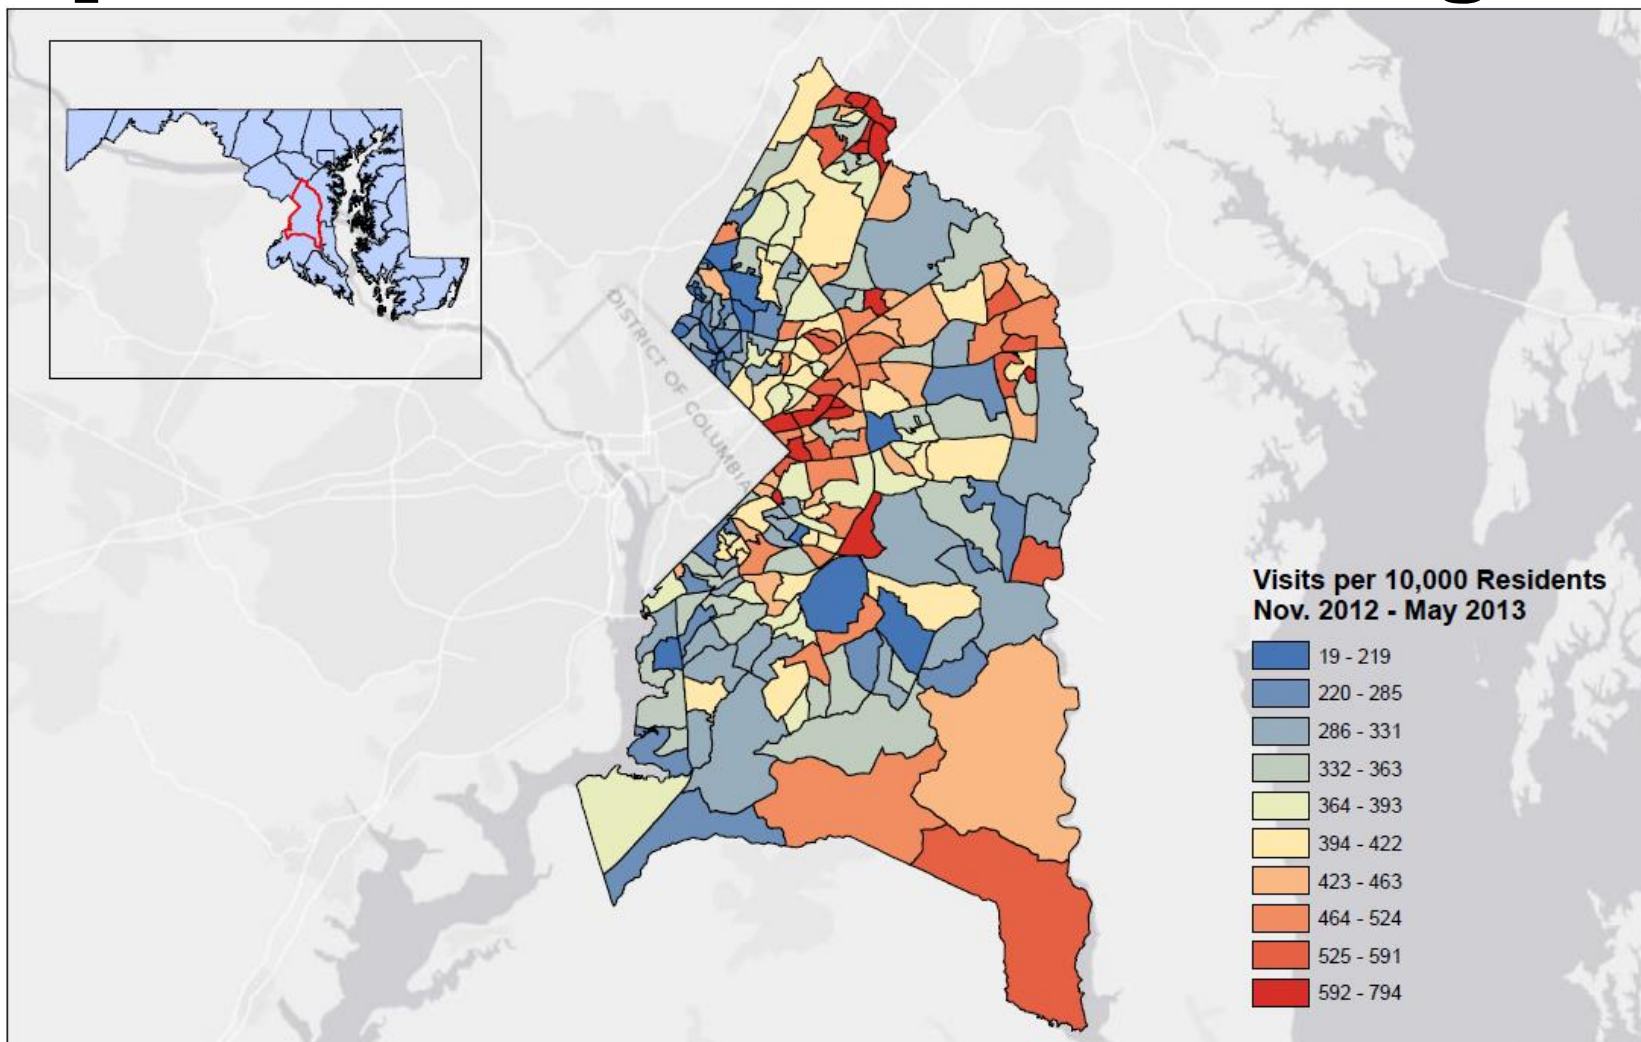 DISTRICT OF COLUMBIA
Visits per 10,000 Residents
Nov. 2012 - May 2013
19 - 219
220 - 285
286 - 331
332 - 363
364 - 393
394 - 422
423 - 463
464 - 524
525 - 591
592 - 794